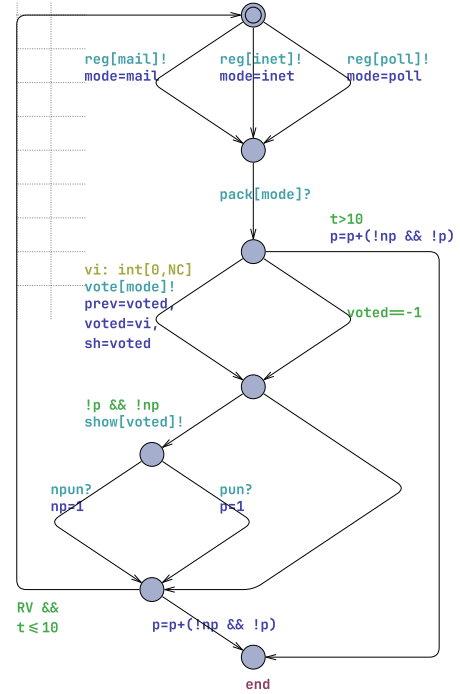 reg[mail]! reg[inet]! reg[poll]!
mode=mail mode=inet mode=poll
pack[mode]?
t>10
p=p+(!np && !p)
vi: int[0,NC]
vote[mode]!
prev=voted,
voted=vi,
sh=voted
voted==-1
!p && !np
show[voted]!
npun? pun?
np=1 p=1
RV &&
t<=10
p=p+(!np && !p)
end